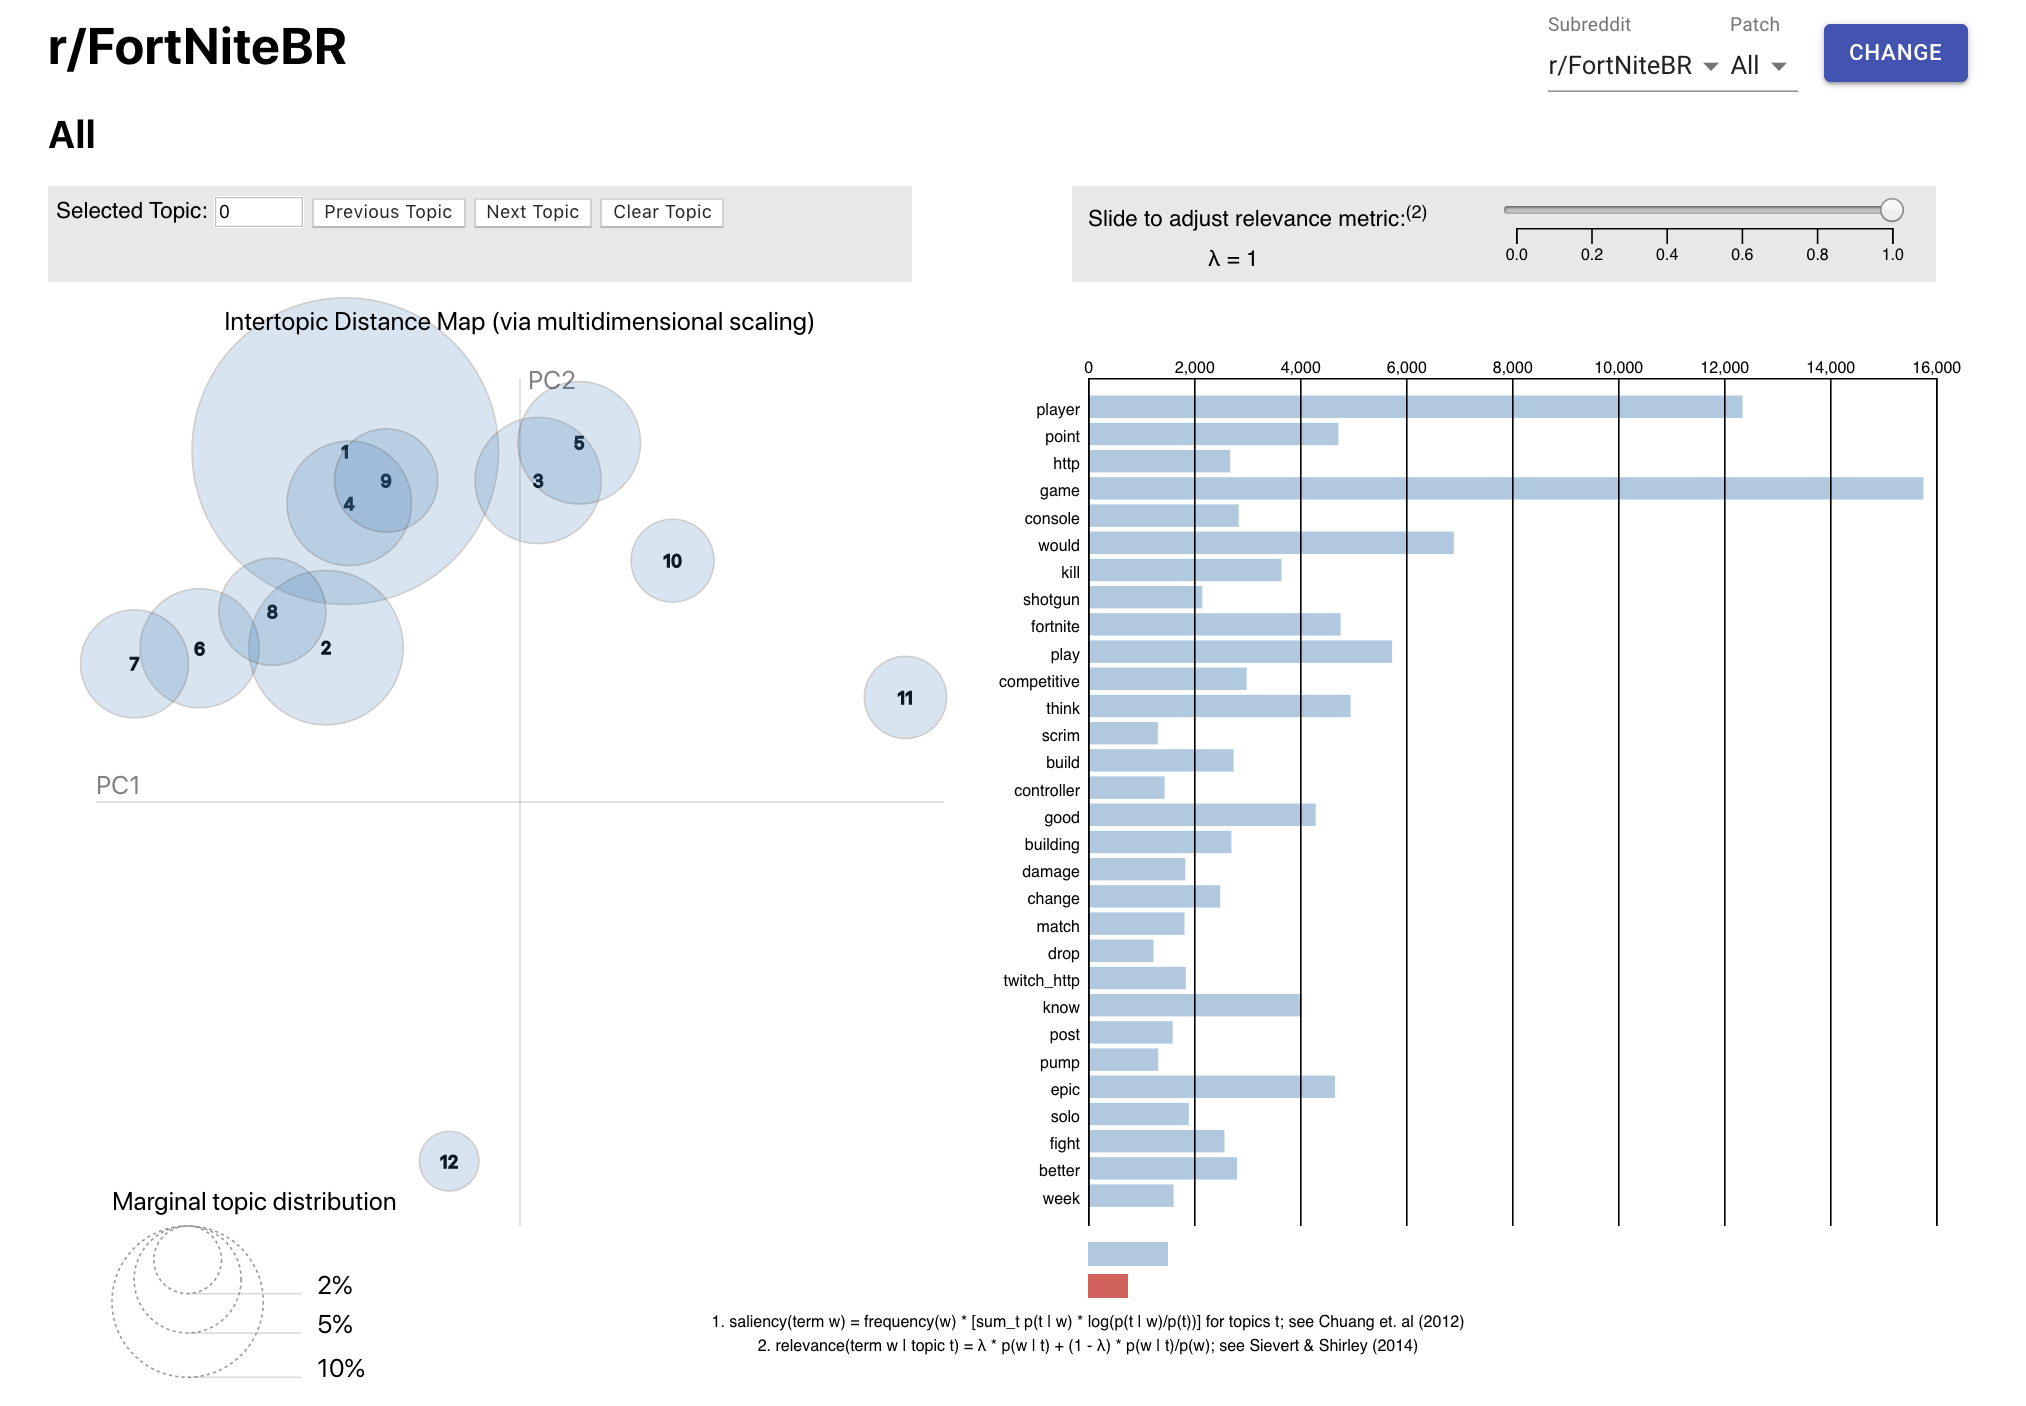 r/FortNiteBR
Subreddit
Patch
r/FortNiteBR
All
CHANGE
All
Selected Topic: 0 Previous Topic Next Topic Clear Topic
Slide to adjust relevance metric:(2)
λ = 1
0.0 0.2 0.4 0.6 0.8 1.0
Intertopic Distance Map (via multidimensional scaling)
PC2
PC1
1
9
4
5
3
10
8
2
6
7
11
12
Marginal topic distribution
2%
5%
10%
0 2,000 4,000 6,000 8,000 10,000 12,000 14,000 16,000
player
point
http
game
console
would
kill
shotgun
fortnite
play
competitive
think
scrim
build
controller
good
building
damage
change
match
drop
twitch_http
know
post
pump
epic
solo
fight
better
week
1. saliency(term w) = frequency(w) * [sum_t p(t | w) * log(p(t | w)/p(t))] for topics t; see Chuang et. al (2012)
2. relevance(term w | topic t) = λ * p(w | t) + (1 - λ) * p(w | t)/p(w); see Sievert & Shirley (2014)